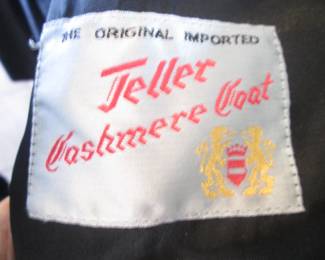 THE ORIGINAL IMPORTED
Teller
Cashmere Coat